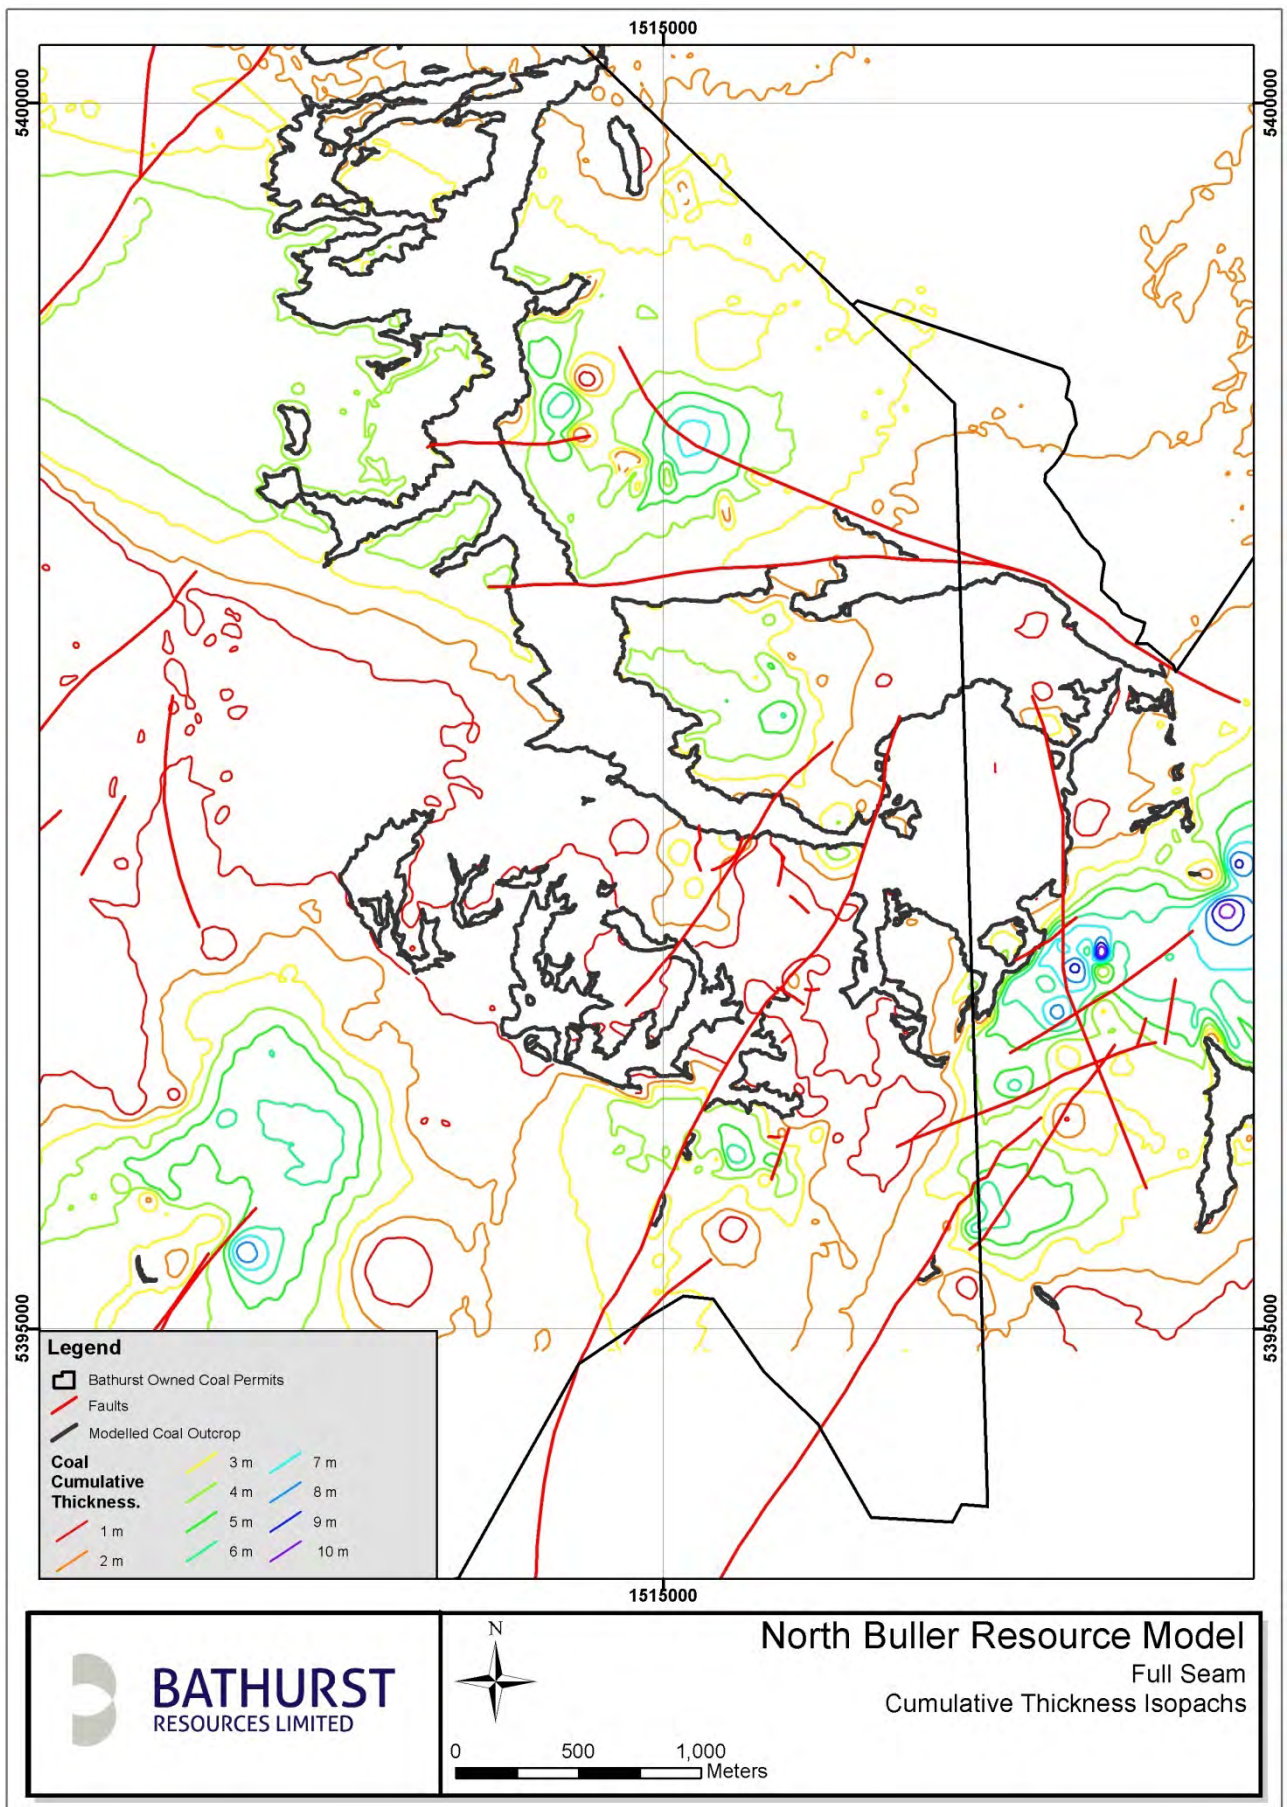 1515000
5400000
5400000
5395000
5395000
Legend
Bathurst Owned Coal Permits
Faults
Modelled Coal Outcrop
Coal
Cumulative
Thickness.
1 m
2 m
3 m
4 m
5 m
6 m
7 m
8 m
9 m
10 m
1515000
BATHURST
RESOURCES LIMITED
N
0 500 1,000
Meters
North Buller Resource Model
Full Seam
Cumulative Thickness Isopachs